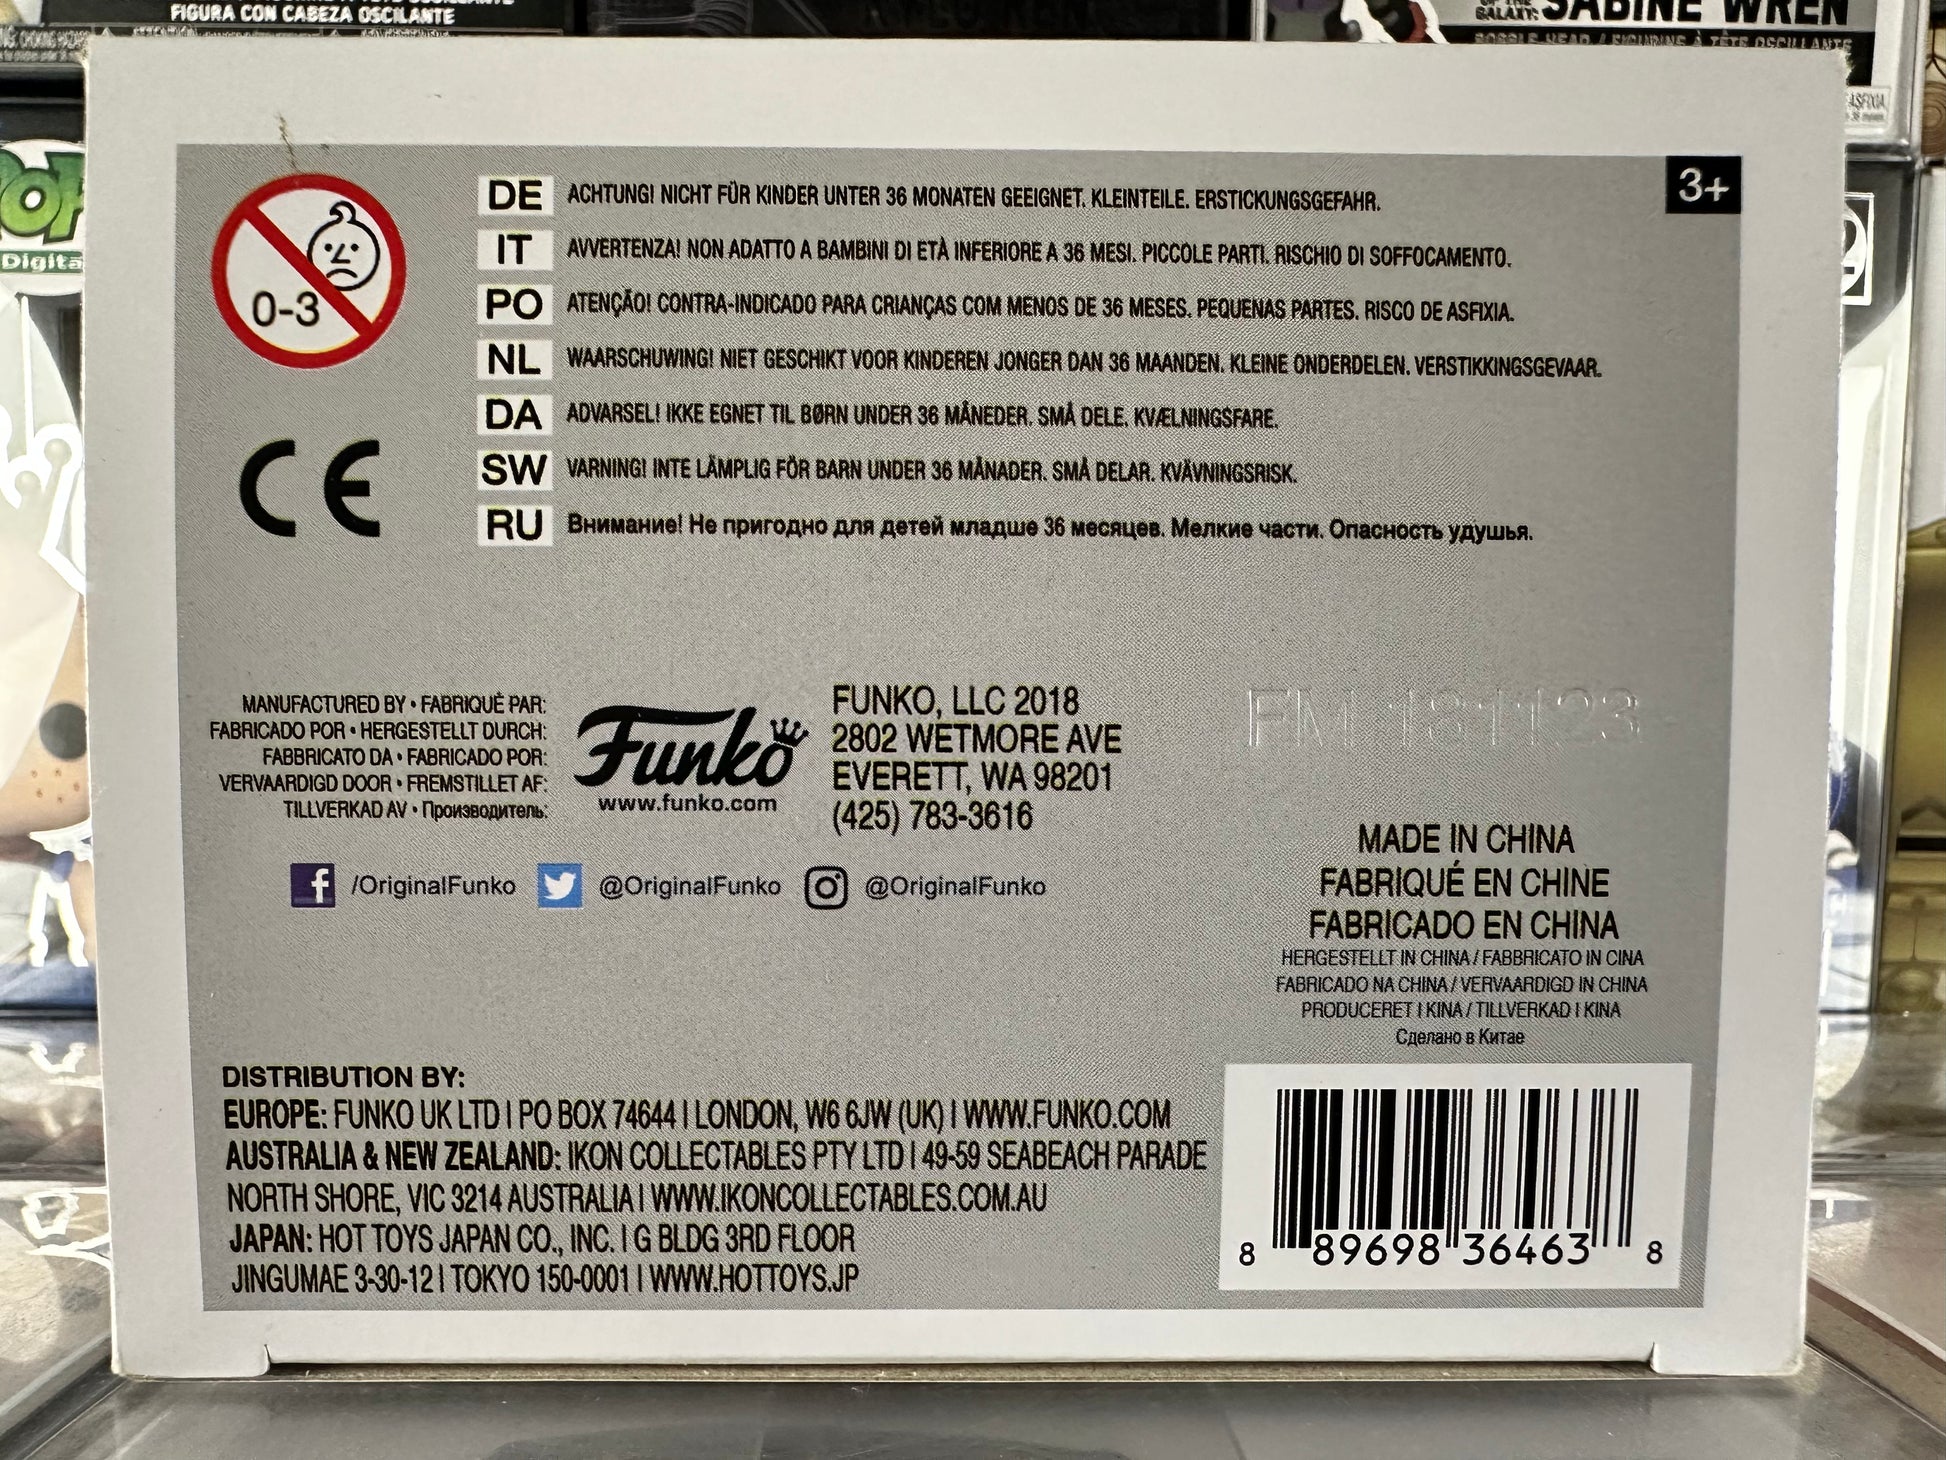 FIGURA CON CABEZA OSCILANTE
SABINE WREN
POP
Digita
3+
0-3
DE ACHTUNG! NICHT FÜR KINDER UNTER 36 MONATEN GEEIGNET. KLEINTEILE. ERSTICKUNGSGEFAHR.
IT AVVERTENZA! NON ADATTO A BAMBINI DI ETÀ INFERIORE A 36 MESI. PICCOLE PARTI. RISCHIO DI SOFFOCAMENTO.
PO ATENÇÃO! CONTRA-INDICADO PARA CRIANÇAS COM MENOS DE 36 MESES. PEQUENAS PARTES. RISCO DE ASFIXIA.
NL WAARSCHUWING! NIET GESCHIKT VOOR KINDEREN JONGER DAN 36 MAANDEN. KLEINE ONDERDELEN. VERSTIKKINGSGEVAAR.
DA ADVARSEL! IKKE EGNET TIL BØRN UNDER 36 MÅNEDER. SMÅ DELE. KVÆLNINGSFARE.
SW VARNING! INTE LÄMPLIG FÖR BARN UNDER 36 MÅNADER. SMÅ DELAR. KVÄVNINGSRISK.
RU Внимание! Не пригодно для детей младше 36 месяцев. Мелкие части. Опасность удушья.
CE
MANUFACTURED BY • FABRIQUÈ PAR:
FABRICADO POR • HERGESTELLT DURCH:
FABBRICATO DA • FABRICADO POR:
VERVAARDIGD DOOR • FREMSTILLET AF:
TILLVERKAD AV • Производитель:
Funko
www.funko.com
FUNKO, LLC 2018
2802 WETMORE AVE
EVERETT, WA 98201
(425) 783-3616
FM 181123
/OriginalFunko @OriginalFunko @OriginalFunko
MADE IN CHINA
FABRIQUÉ EN CHINE
FABRICADO EN CHINA
HERGESTELLT IN CHINA / FABBRICATO IN CINA
FABRICADO NA CHINA / VERVAARDIGD IN CHINA
PRODUCERET I KINA / TILLVERKAD I KINA
Сделано в Китае
DISTRIBUTION BY:
EUROPE: FUNKO UK LTD | PO BOX 74644 | LONDON, W6 6JW (UK) | WWW.FUNKO.COM
AUSTRALIA & NEW ZEALAND: IKON COLLECTABLES PTY LTD | 49-59 SEABEACH PARADE
NORTH SHORE, VIC 3214 AUSTRALIA | WWW.IKONCOLLECTABLES.COM.AU
JAPAN: HOT TOYS JAPAN CO., INC. | G BLDG 3RD FLOOR
JINGUMAE 3-30-12 | TOKYO 150-0001 | WWW.HOTTOYS.JP
8 89698 36463 8